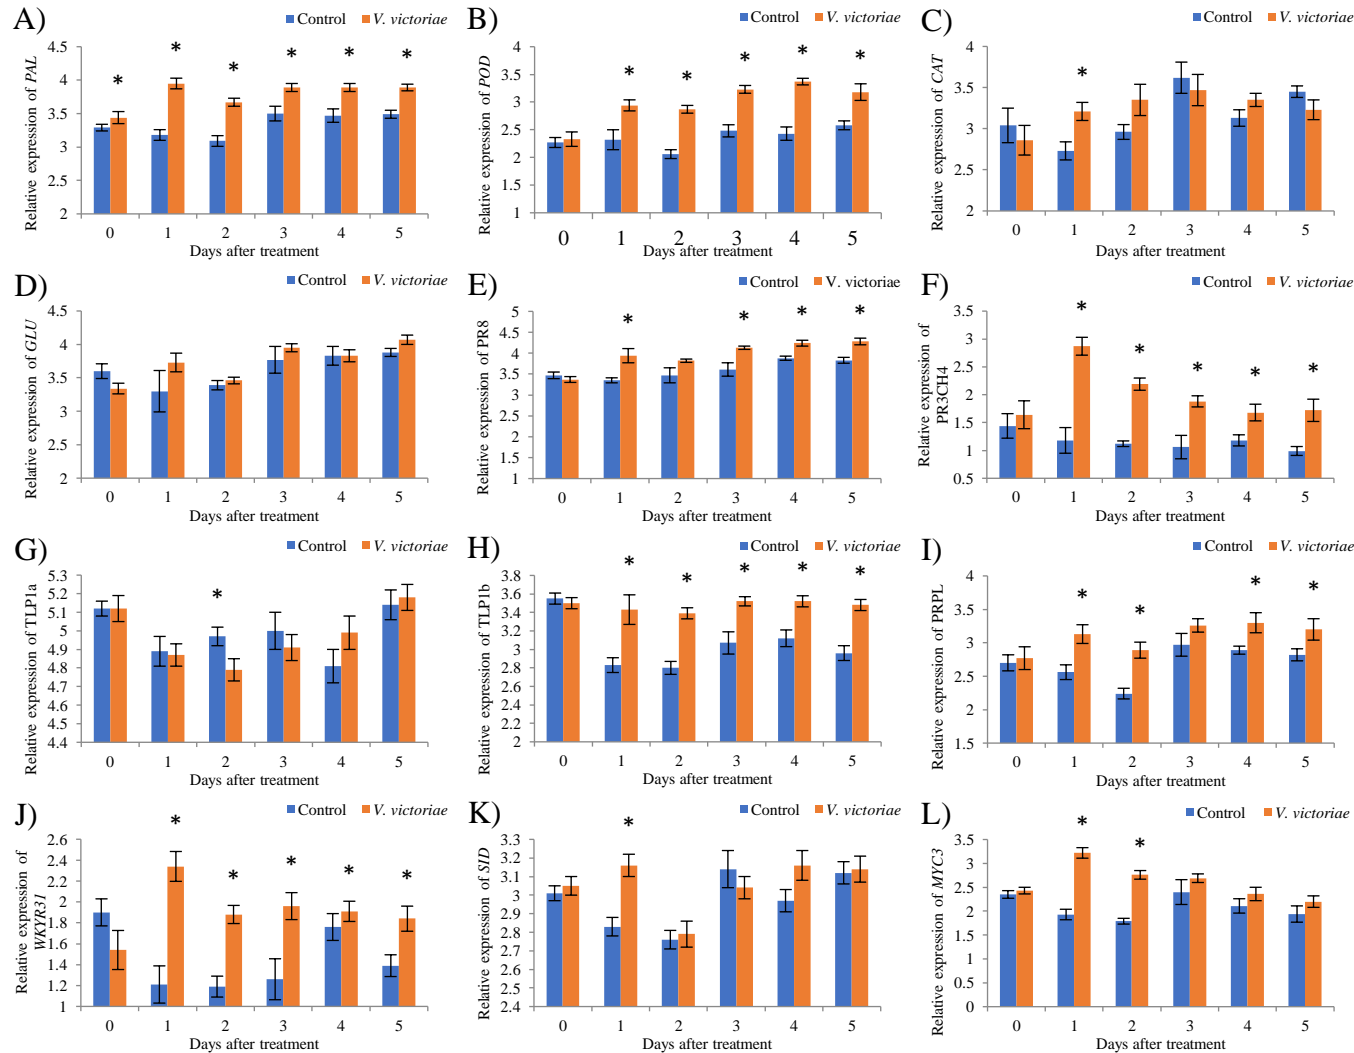 A)
Control V. victoriae
Relative expression of PAL
4.5
4
3.5
3
2.5
2
* * * * * *
0 1 2 3 4 5
Days after treatment
B)
Control V. victoriae
Relative expression of POD
4
3.5
3
2.5
2
1.5
1
* * * * *
0 1 2 3 4 5
Days after treatment
C)
Control V. victoriae
Relative expression of CAT
4
3.5
3
2.5
2
*
0 1 2 3 4 5
Days after treatment
D)
Control V. victoriae
Relative expression of GLU
4.5
4
3.5
3
2.5
2
0 1 2 3 4 5
Days after treatment
E)
Control V. victoriae
Relative expression of PR8
5
4.5
4
3.5
3
2.5
2
1.5
1
* * * *
0 1 2 3 4 5
Days after treatment
F)
Control V. victoriae
Relative expression of
PR3CH4
3.5
3
2.5
2
1.5
1
0.5
* * * * *
0 1 2 3 4 5
Days after treatment
G)
Control V. victoriae
Relative expression of TLP1a
5.3
5.2
5.1
5
4.9
4.8
4.7
4.6
4.5
4.4
*
0 1 2 3 4 5
Days after treatment
H)
Control V. victoriae
Relative expression of TLP1b
3.8
3.6
3.4
3.2
3
2.8
2.6
2.4
2.2
2
* * * * *
0 1 2 3 4 5
Days after treatment
I)
Control V. victoriae
Relative expression of PRPL
4
3.5
3
2.5
2
1.5
* * * *
0 1 2 3 4 5
Days after treatment
J)
Control V. victoriae
Relative expression of
WKYR31
2.6
2.4
2.2
2
1.8
1.6
1.4
1.2
1
* * * * *
0 1 2 3 4 5
Days after treatment
K)
Control V. victoriae
Relative expression of SID
3.3
3.2
3.1
3
2.9
2.8
2.7
2.6
2.5
2.4
*
0 1 2 3 4 5
Days after treatment
L)
Control V. victoriae
Relative expression of MYC3
3.5
3
2.5
2
1.5
1
0.5
0
* *
0 1 2 3 4 5
Days after treatment